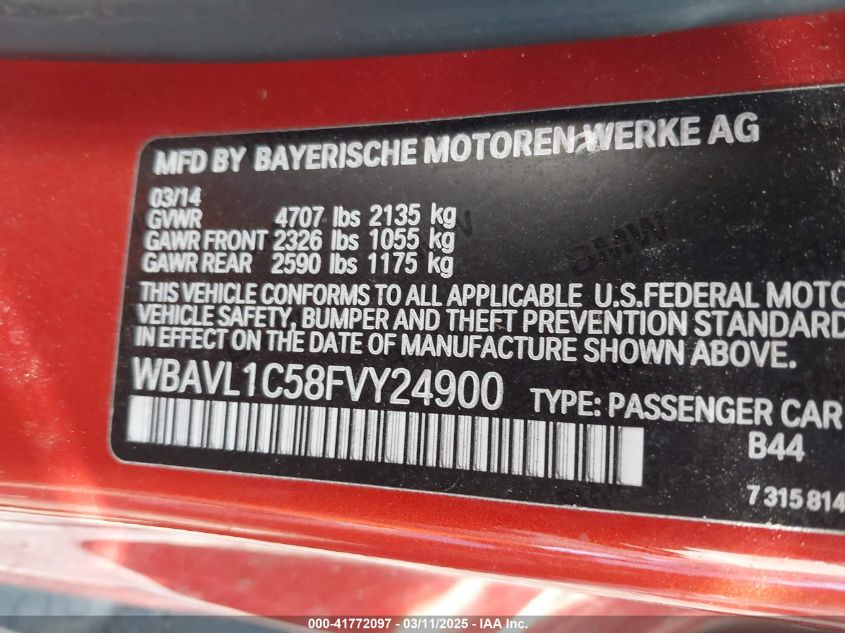 MFD BY BAYERISCHE MOTOREN WERKE AG
03/14
GVWR 4707 lbs 2135 kg
GAWR FRONT 2326 lbs 1055 kg
GAWR REAR 2590 lbs 1175 kg
THIS VEHICLE CONFORMS TO ALL APPLICABLE U.S.FEDERAL MOTO
VEHICLE SAFETY, BUMPER AND THEFT PREVENTION STANDARD
IN EFFECT ON THE DATE OF MANUFACTURE SHOWN ABOVE.
WBAVL1C58FVY24900 TYPE: PASSENGER CAR
B44
7 315 814
BMW
000-41772097 - 03/11/2025 - IAA Inc.